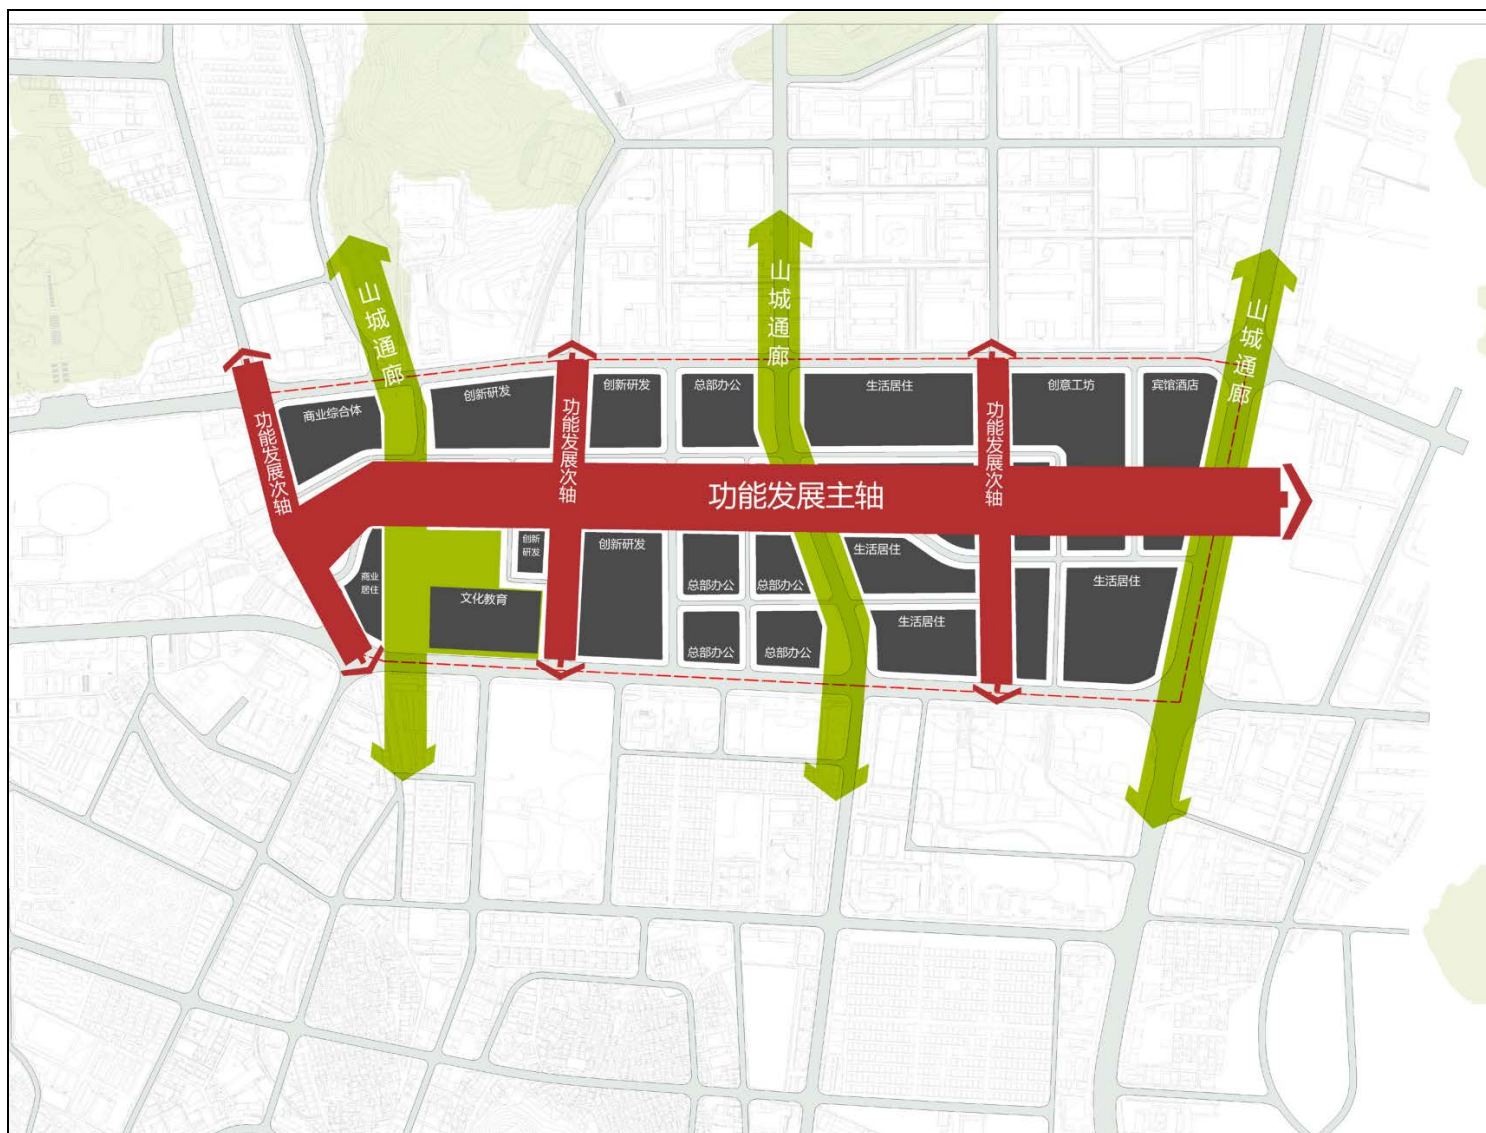 山城通廊
山城通廊
山城通廊
商业综合体
创新研发
创新研发
总部办公
生活居住
创意工坊
宾馆酒店
功能发展次轴
功能发展次轴
功能发展次轴
功能发展主轴
商业
居住
文化教育
创新
研发
创新研发
总部办公
总部办公
生活居住
生活居住
生活居住
总部办公
总部办公